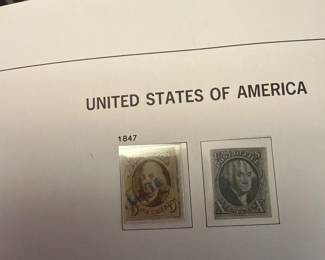 UNITED STATES OF AMERICA
1847